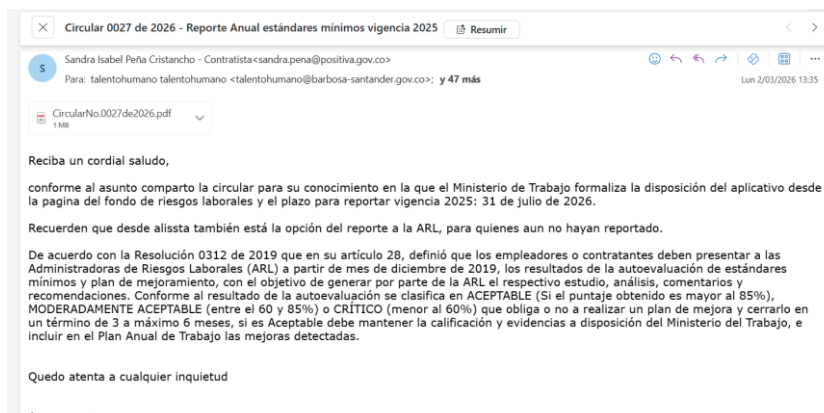 Circular 0027 de 2026 - Reporte Anual estándares mínimos vigencia 2025
Resumir
S
Sandra Isabel Peña Cristancho - Contratista<sandra.pena@positiva.gov.co>
Para: talentohumano talentohumano <talentohumano@barbosa-santander.gov.co>; y 47 más
Lun 2/03/2026 13:35
CircularNo.0027de2026.pdf
1 MB
Reciba un cordial saludo,
conforme al asunto comparto la circular para su conocimiento en la que el Ministerio de Trabajo formaliza la disposición del aplicativo desde
la pagina del fondo de riesgos laborales y el plazo para reportar vigencia 2025: 31 de julio de 2026.
Recuerden que desde alissta también está la opción del reporte a la ARL, para quienes aun no hayan reportado.
De acuerdo con la Resolución 0312 de 2019 que en su artículo 28, definió que los empleadores o contratantes deben presentar a las
Administradoras de Riesgos Laborales (ARL) a partir de mes de diciembre de 2019, los resultados de la autoevaluación de estándares
mínimos y plan de mejoramiento, con el objetivo de generar por parte de la ARL el respectivo estudio, análisis, comentarios y
recomendaciones. Conforme al resultado de la autoevaluación se clasifica en ACEPTABLE (Si el puntaje obtenido es mayor al 85%),
MODERADAMENTE ACEPTABLE (entre el 60 y 85%) o CRÍTICO (menor al 60%) que obliga o no a realizar un plan de mejora y cerrarlo en
un término de 3 a máximo 6 meses, si es Aceptable debe mantener la calificación y evidencias a disposición del Ministerio del Trabajo, e
incluir en el Plan Anual de Trabajo las mejoras detectadas.
Quedo atenta a cualquier inquietud